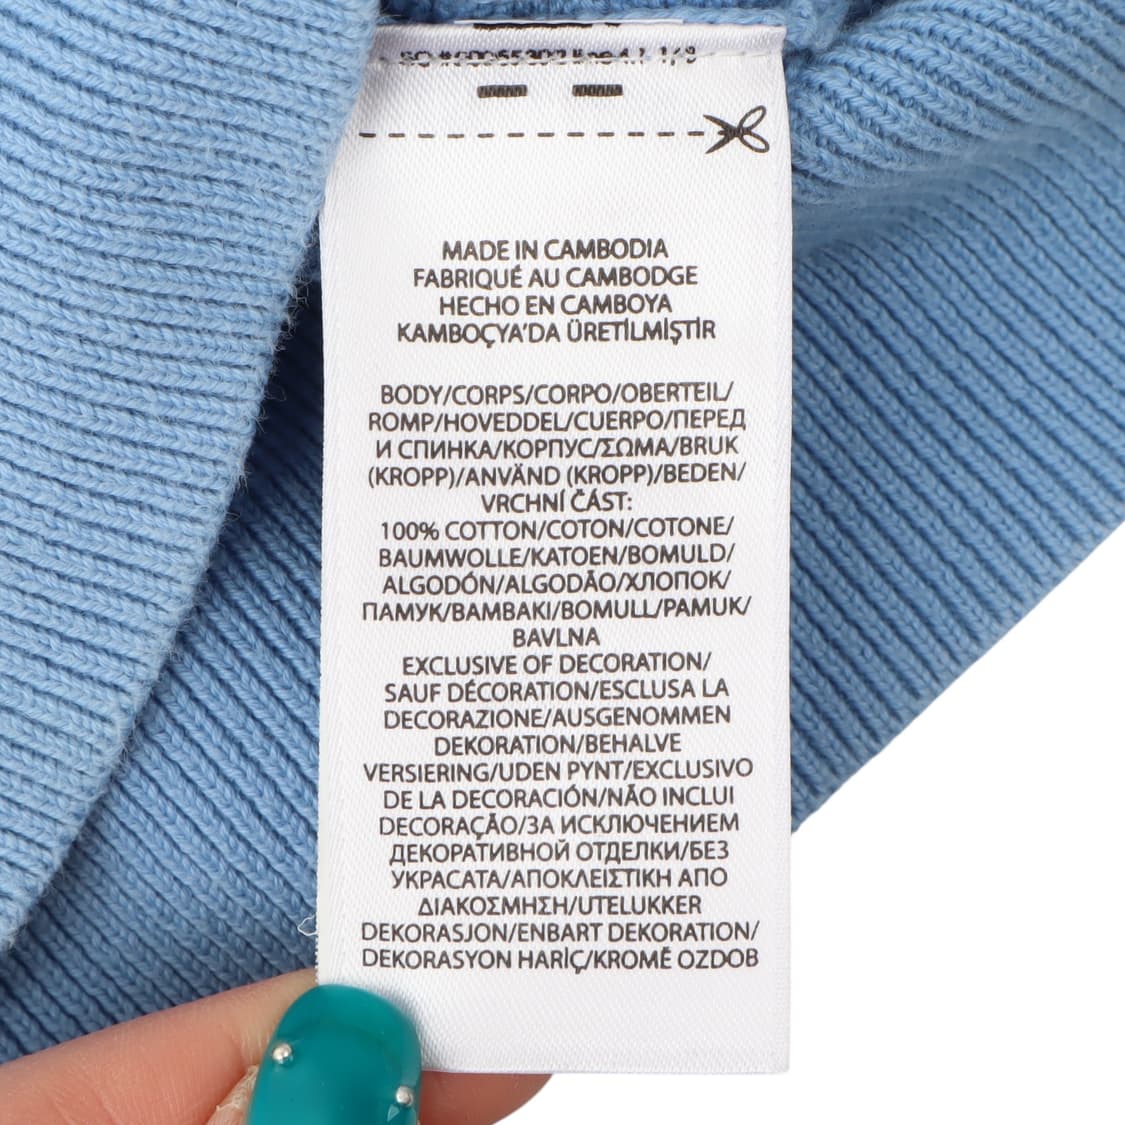 MADE IN CAMBODIA
FABRIQUÉ AU CAMBODGE
HECHO EN CAMBOYA
KAMBOÇYA'DA ÜRETİLMİŞTİR
BODY/CORPS/CORPO/OBERTEIL/
ROMP/HOVEDDEL/CUERPO/ПЕРЕД
И СПИНКА/КОРПУС/ΣΩΜΑ/BRUK
(KROPP)/ANVÄND (KROPP)/BEDEN/
VRCHNÍ ČÁST:
100% COTTON/COTON/COTONE/
BAUMWOLLE/KATOEN/BOMULD/
ALGODÓN/ALGODÃO/ХЛОПОК/
ПАМУК/ΒΑΜΒΑΚΙ/BOMULL/PAMUK/
BAVLNA
EXCLUSIVE OF DECORATION/
SAUF DÉCORATION/ESCLUSA LA
DECORAZIONE/AUSGENOMMEN
DEKORATION/BEHALVE
VERSIERING/UDEN PYNT/EXCLUSIVO
DE LA DECORACIÓN/NÃO INCLUI
DECORAÇÃO/ЗА ИСКЛЮЧЕНИЕМ
ДЕКОРАТИВНОЙ ОТДЕЛКИ/БЕЗ
УКРАСАТА/ΑΠΟΚΛΕΙΣΤΙΚΗ ΑΠΟ
ΔΙΑΚΟΣΜΗΣΗ/UTELUKKER
DEKORASJON/ENBART DEKORATION/
DEKORASYON HARİÇ/KROMĚ OZDOB